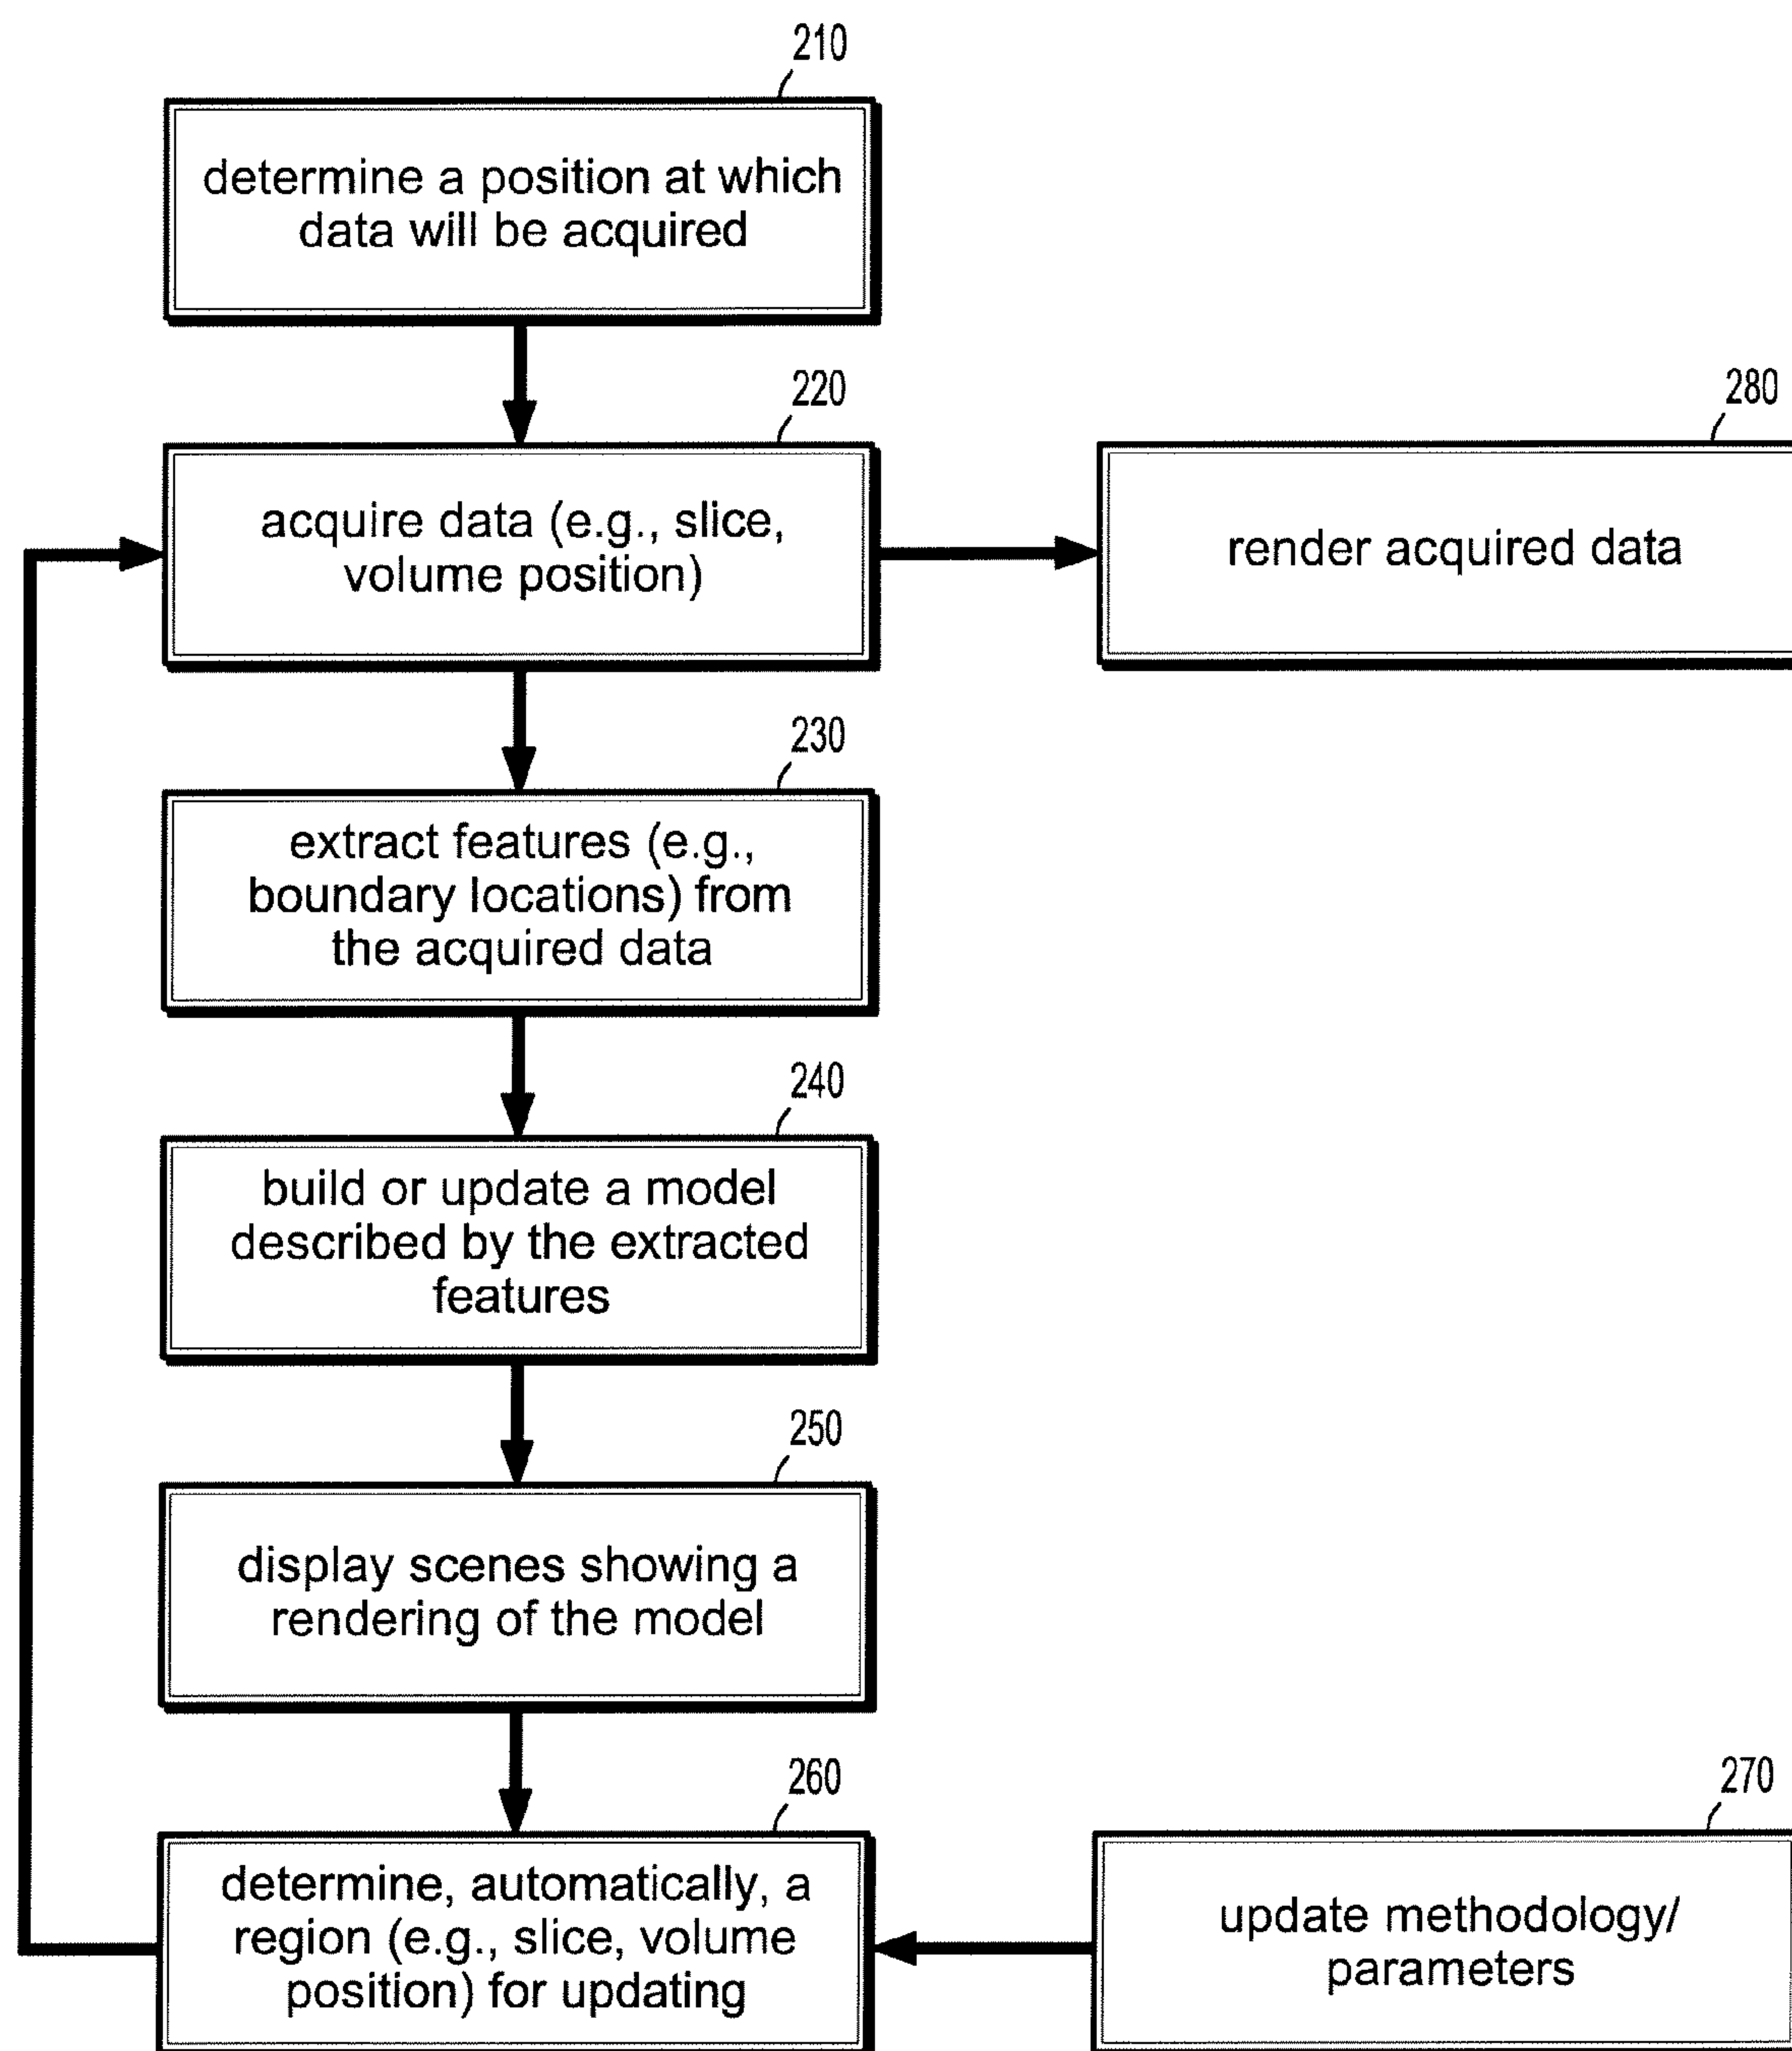 210
determine a position at which
data will be acquired
220
acquire data (e.g., slice,
volume position)
280
render acquired data
230
extract features (e.g.,
boundary locations) from
the acquired data
240
build or update a model
described by the extracted
features
250
display scenes showing a
rendering of the model
260
determine, automatically, a
region (e.g., slice, volume
position) for updating
270
update methodology/
parameters